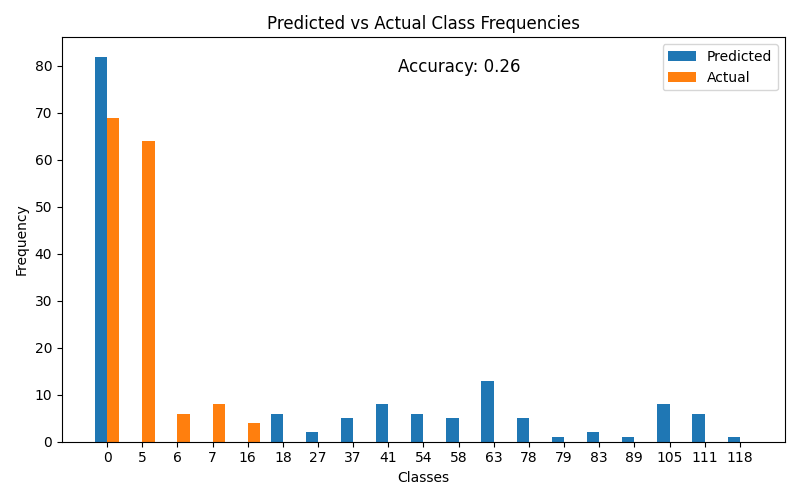 Predicted vs Actual Class Frequencies
Accuracy: 0.26
Predicted
Actual
Frequency
80
70
60
50
40
30
20
10
0
0 5 6 7 16 18 27 37 41 54 58 63 78 79 83 89 105 111 118
Classes